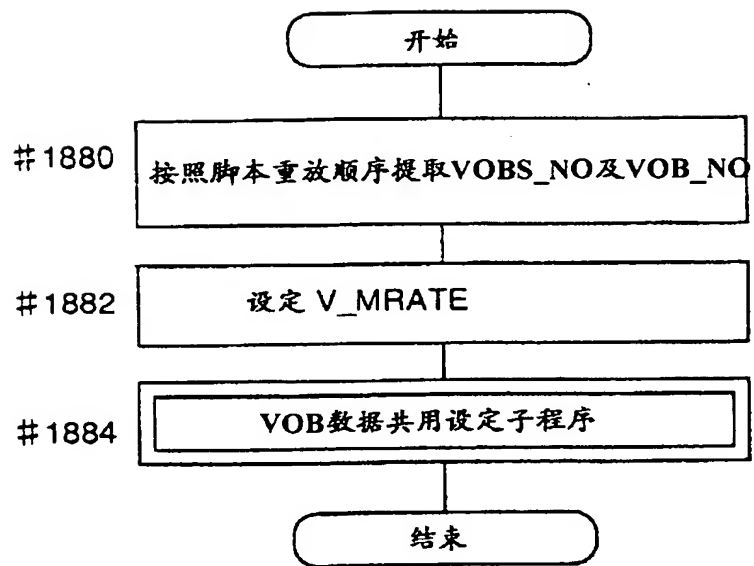 开始
#1880
按照脚本重放顺序提取VOBS_NO及VOB_NO
#1882
设定 V_MRATE
#1884
VOB数据共用设定子程序
结束